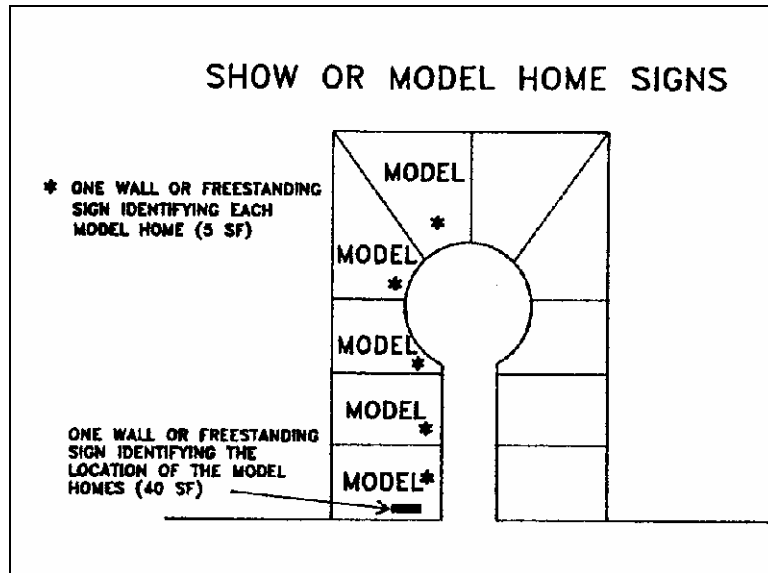 SHOW OR MODEL HOME SIGNS
* ONE WALL OR FREESTANDING
SIGN IDENTIFYING EACH
MODEL HOME (5 SF)
MODEL
*
MODEL
*
MODEL
*
MODEL
*
MODEL*
ONE WALL OR FREESTANDING
SIGN IDENTIFYING THE
LOCATION OF THE MODEL
HOMES (40 SF)